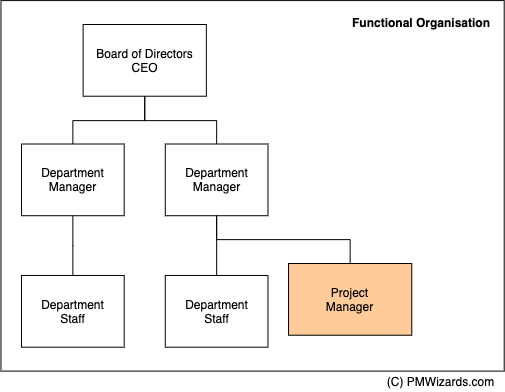 Functional Organisation
Board of Directors
CEO
Department
Manager
Department
Manager
Department
Staff
Department
Staff
Project
Manager
(C) PMWizards.com